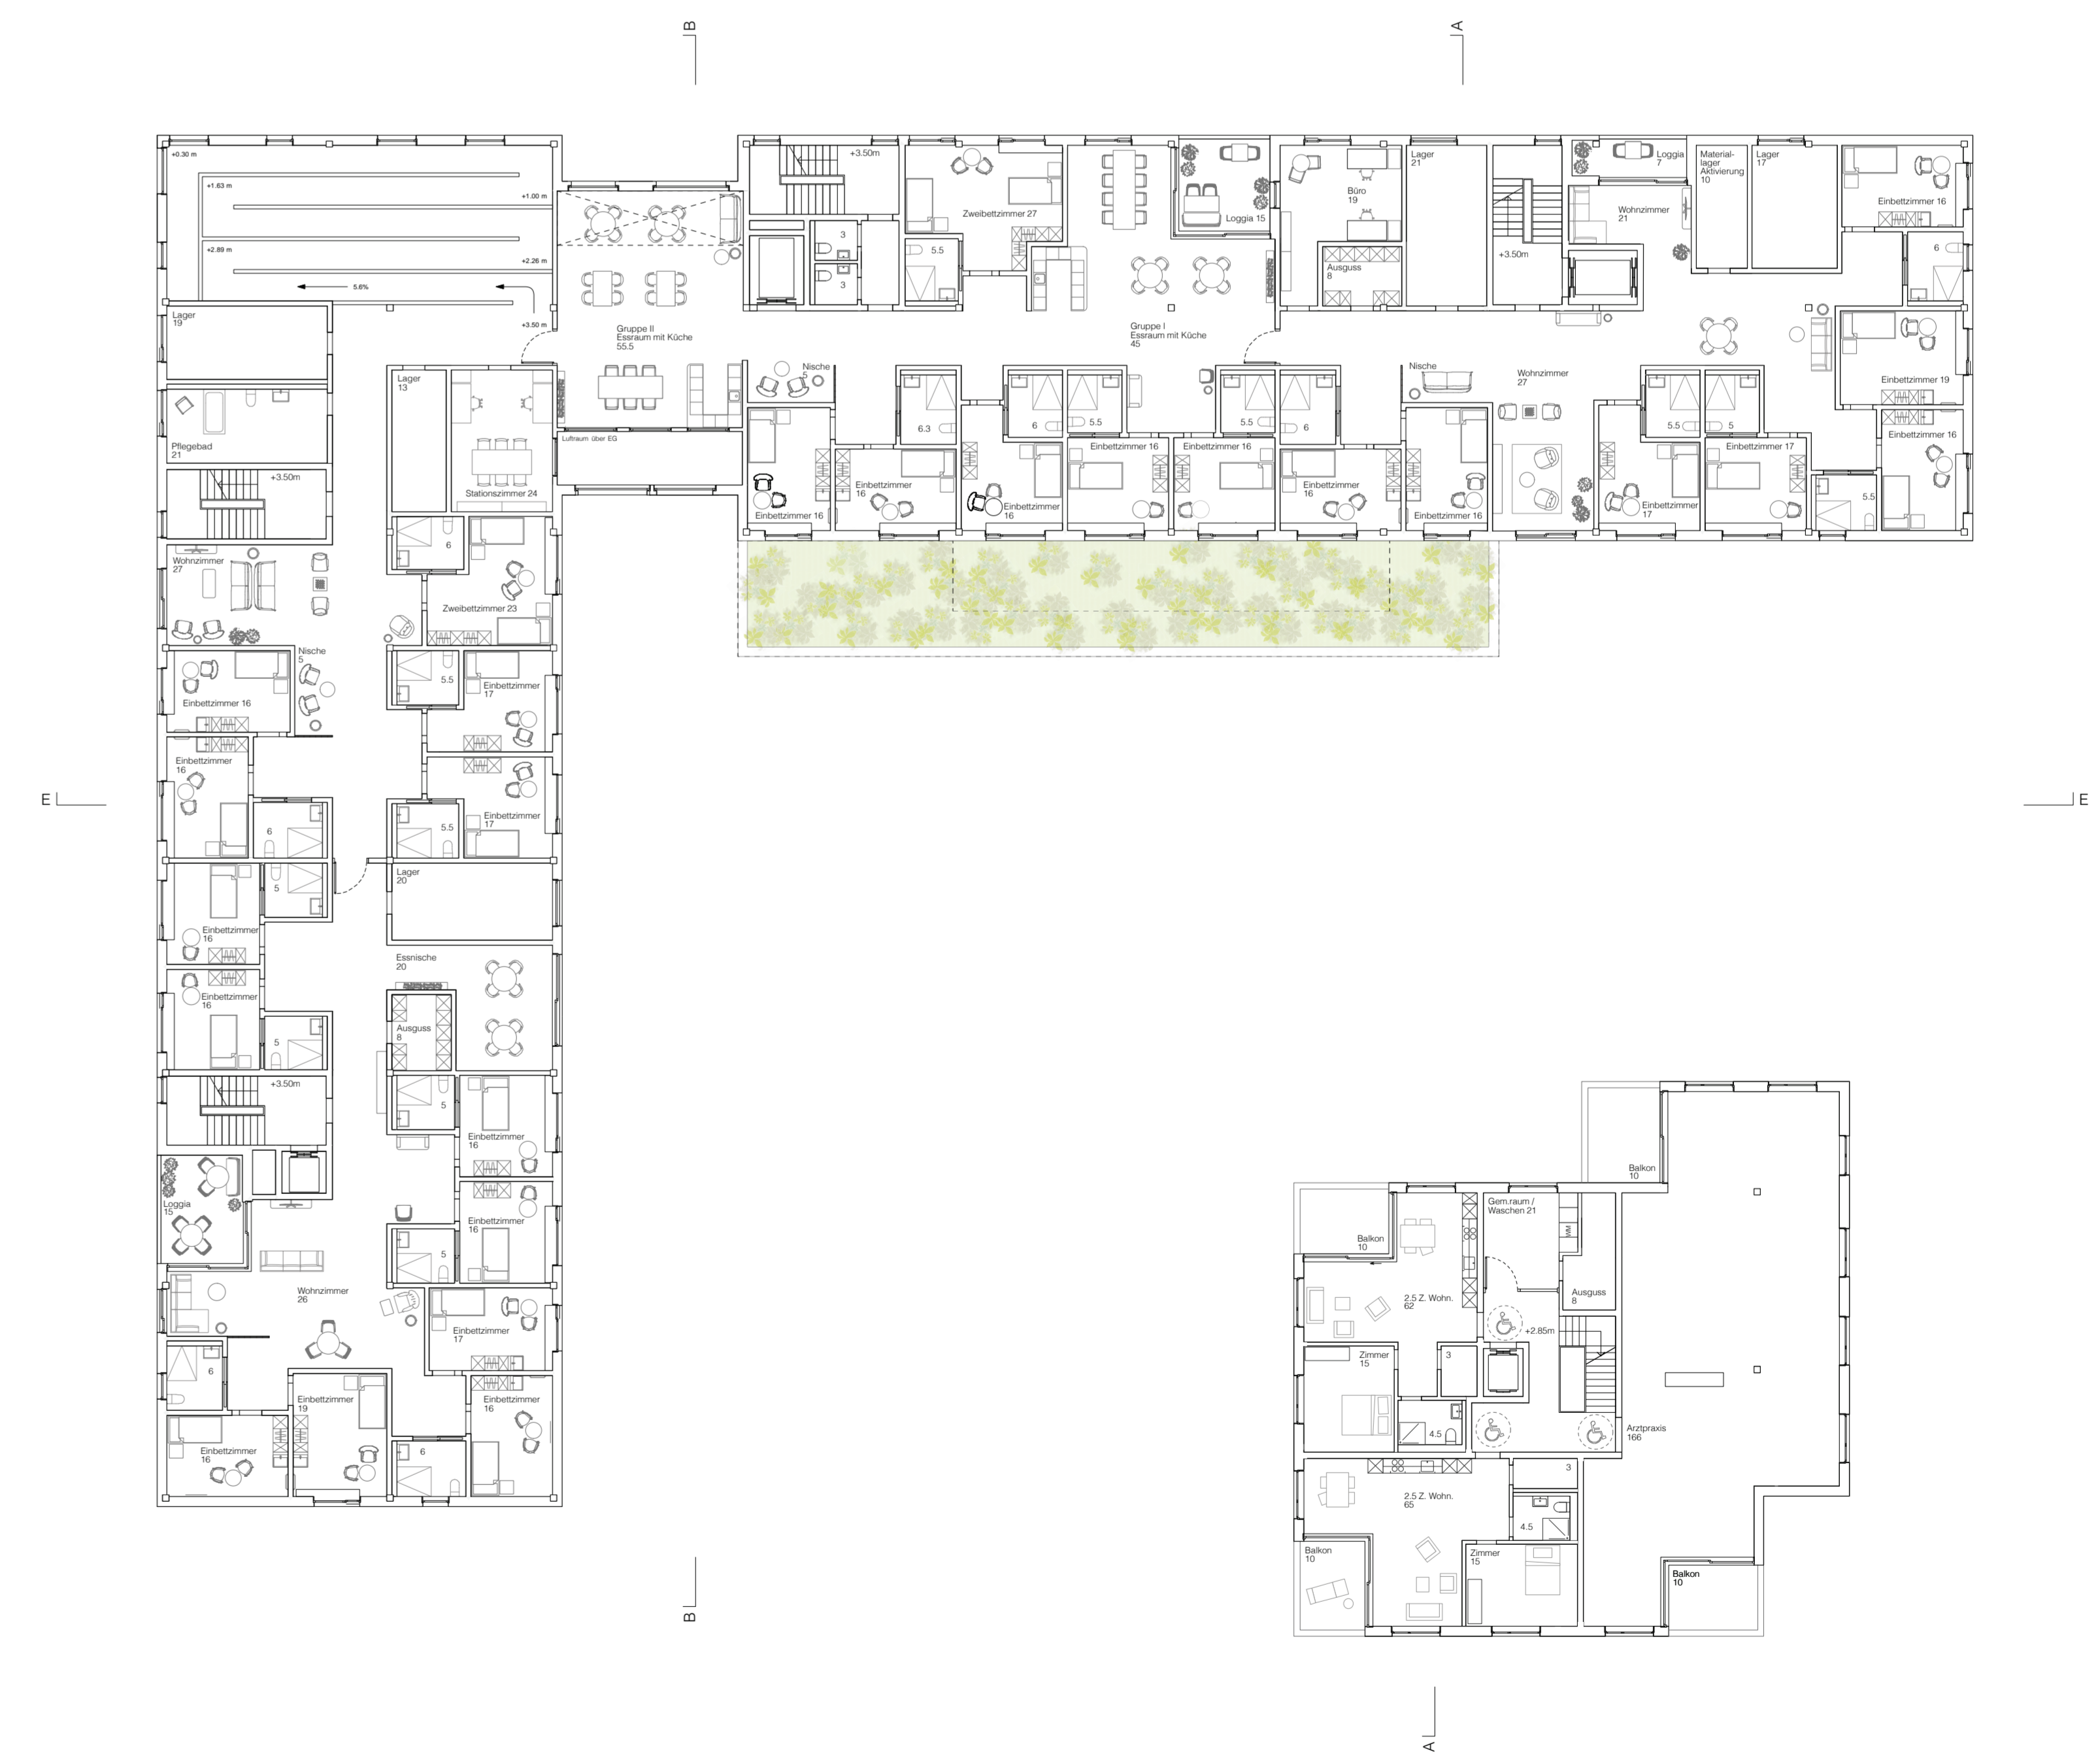 B
A
+0.30 m
+1.63 m
+1.00 m
+2.89 m
+2.26 m
5.6%
+3.50 m
+3.50m
3
3
Zweibettzimmer 27
5.5
Loggia 15
Büro
19
Ausguss
8
Lager
21
+3.50m
Loggia
7
Wohnzimmer
21
Material-
lager
Aktivierung
10
Lager
17
Einbettzimmer 16
6
Lager
19
Gruppe II
Essraum mit Küche
55.5
Gruppe I
Essraum mit Küche
45
Lager
13
Nische
5
Nische
Wohnzimmer
27
Einbettzimmer 19
Pflegebad
21
Luftraum über EG
6.3
6
5.5
5.5
6
5.5
5
Einbettzimmer 16
Einbettzimmer 16
Einbettzimmer 16
Einbettzimmer 17
+3.50m
Stationszimmer 24
Einbettzimmer 16
Einbettzimmer
16
Einbettzimmer
16
Einbettzimmer
16
Einbettzimmer 16
Einbettzimmer
17
5.5
6
Wohnzimmer
27
Zweibettzimmer 23
Nische
5
5.5
Einbettzimmer
17
Einbettzimmer 16
Einbettzimmer
16
E
E
6
5.5
Einbettzimmer
17
5
Lager
20
Einbettzimmer
16
Essnische
20
Einbettzimmer
16
5
Ausguss
8
+3.50m
5
Einbettzimmer
16
Loggia
15
Einbettzimmer
16
5
Wohnzimmer
26
Einbettzimmer
17
6
Einbettzimmer
19
Einbettzimmer
16
Einbettzimmer
16
6
Balkon
10
Balkon
10
Gem.raum /
Waschen 21
WM
2.5 Z. Wohn.
62
Ausguss
8
+2.85m
Zimmer
15
3
4.5
Arztpraxis
166
2.5 Z. Wohn.
65
3
4.5
Balkon
10
Zimmer
15
Balkon
10
B
A